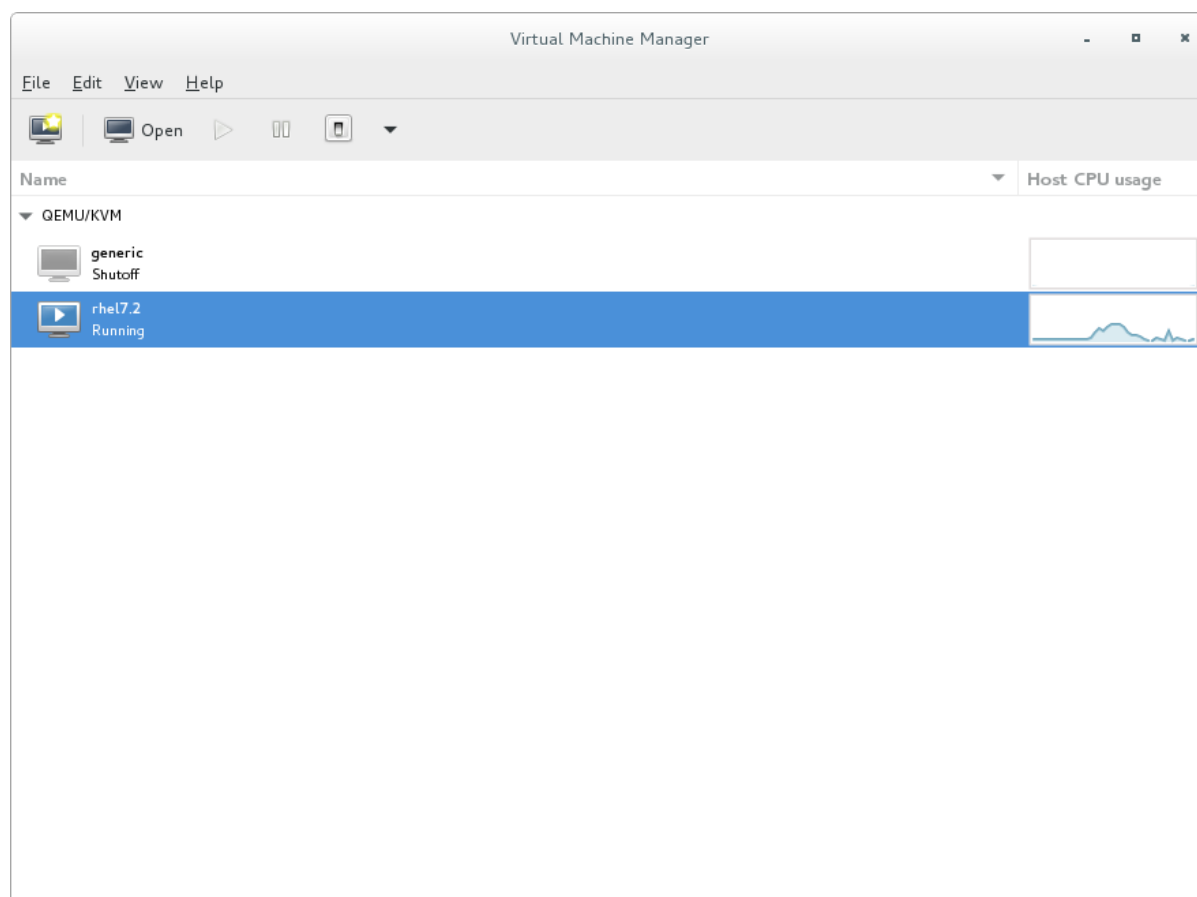 Virtual Machine Manager
File Edit View Help
Open
Name Host CPU usage
QEMU/KVM
generic
Shutoff
rhel7.2
Running